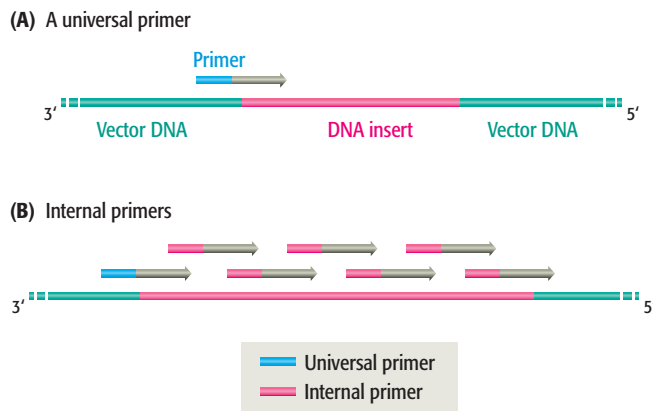 (A) A universal primer
Primer
3′ 5′
Vector DNA DNA insert Vector DNA
(B) Internal primers
3′ 5
Universal primer
Internal primer